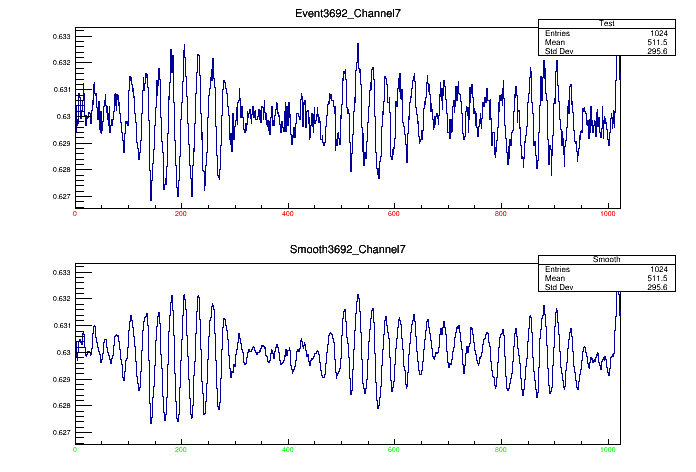 Event3692_Channel7
Test
Entries 1024
Mean 511.5
Std Dev 295.6
0.633
0.632
0.631
0.63
0.629
0.628
0.627
0 200 400 600 800 1000
Smooth3692_Channel7
Smooth
Entries 1024
Mean 511.5
Std Dev 295.6
0.633
0.632
0.631
0.63
0.629
0.628
0.627
0 200 400 600 800 1000